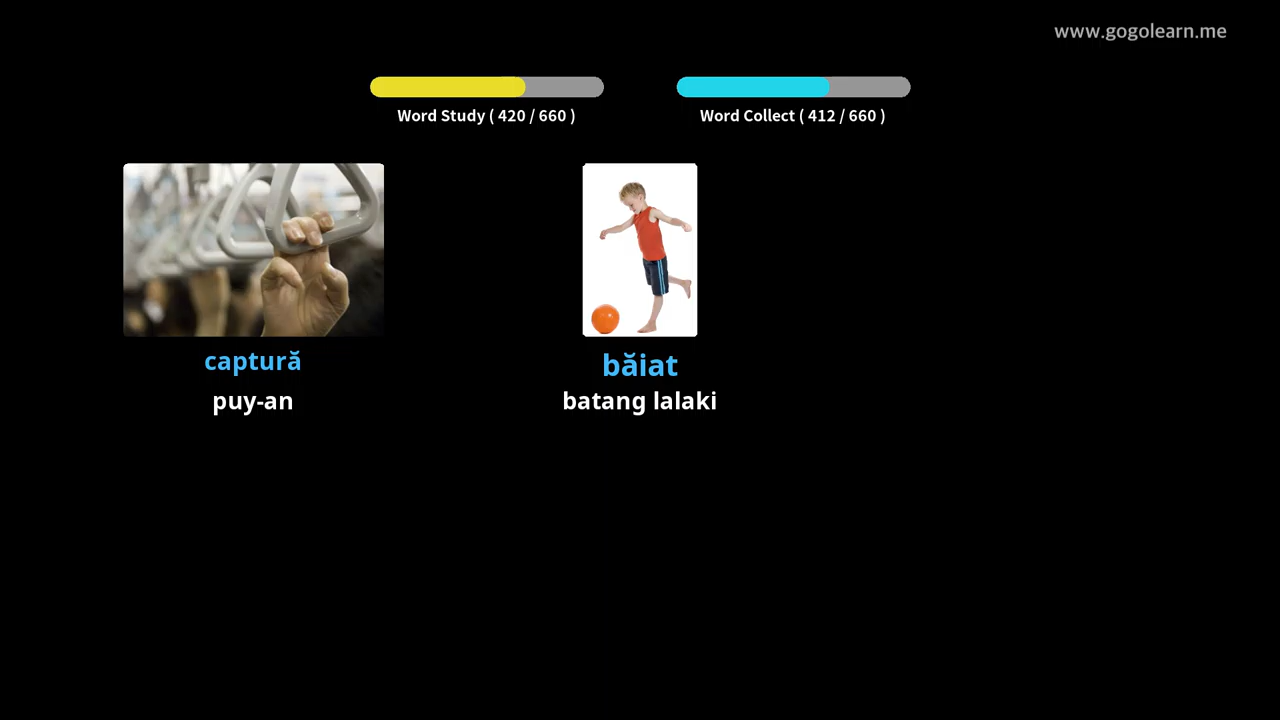 www.gogolearn.me
Word Study ( 420 / 660 )
Word Collect ( 412 / 660 )
captură
puy-an
băiat
batang lalaki